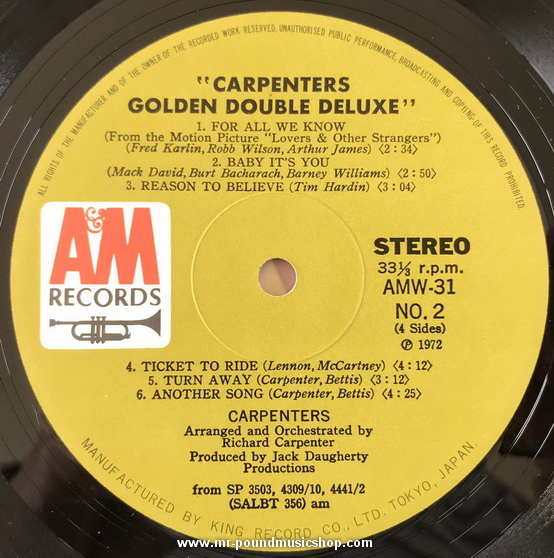 ALL RIGHTS OF THE MANUFACTURER AND OF THE OWNER OF THE RECORDED WORK RESERVED. UNAUTHORISED PUBLIC PERFORMANCE, BROADCASTING AND COPYING OF THIS RECORD PROHIBITED.
"CARPENTERS
GOLDEN DOUBLE DELUXE"
1. FOR ALL WE KNOW
(From the Motion Picture "Lovers & Other Strangers")
(Fred Karlin, Robb Wilson, Arthur James) 〈2:34〉
2. BABY IT'S YOU
(Mack David, Burt Bacharach, Barney Williams) 〈2:50〉
3. REASON TO BELIEVE (Tim Hardin) 〈3:04〉
A&M
RECORDS
STEREO
33⅓ r.p.m.
AMW-31
NO. 2
(4 Sides)
Ⓟ 1972
4. TICKET TO RIDE (Lennon, McCartney) 〈4:12〉
5. TURN AWAY (Carpenter, Bettis) 〈3:12〉
6. ANOTHER SONG (Carpenter, Bettis) 〈4:25〉
CARPENTERS
Arranged and Orchestrated by
Richard Carpenter
Produced by Jack Daugherty
Productions
from SP 3503, 4309/10, 4441/2
(SALBT 356) am
MANUFACTURED BY KING RECORD CO., LTD. TOKYO, JAPAN.
www.mr-poundmusicshop.com